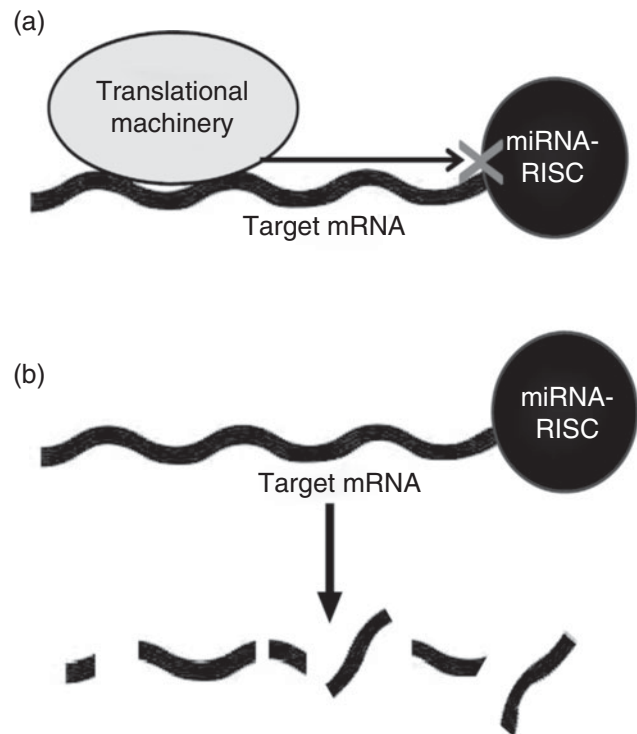 (a)
Translational
machinery
miRNA-
RISC
Target mRNA
(b)
miRNA-
RISC
Target mRNA